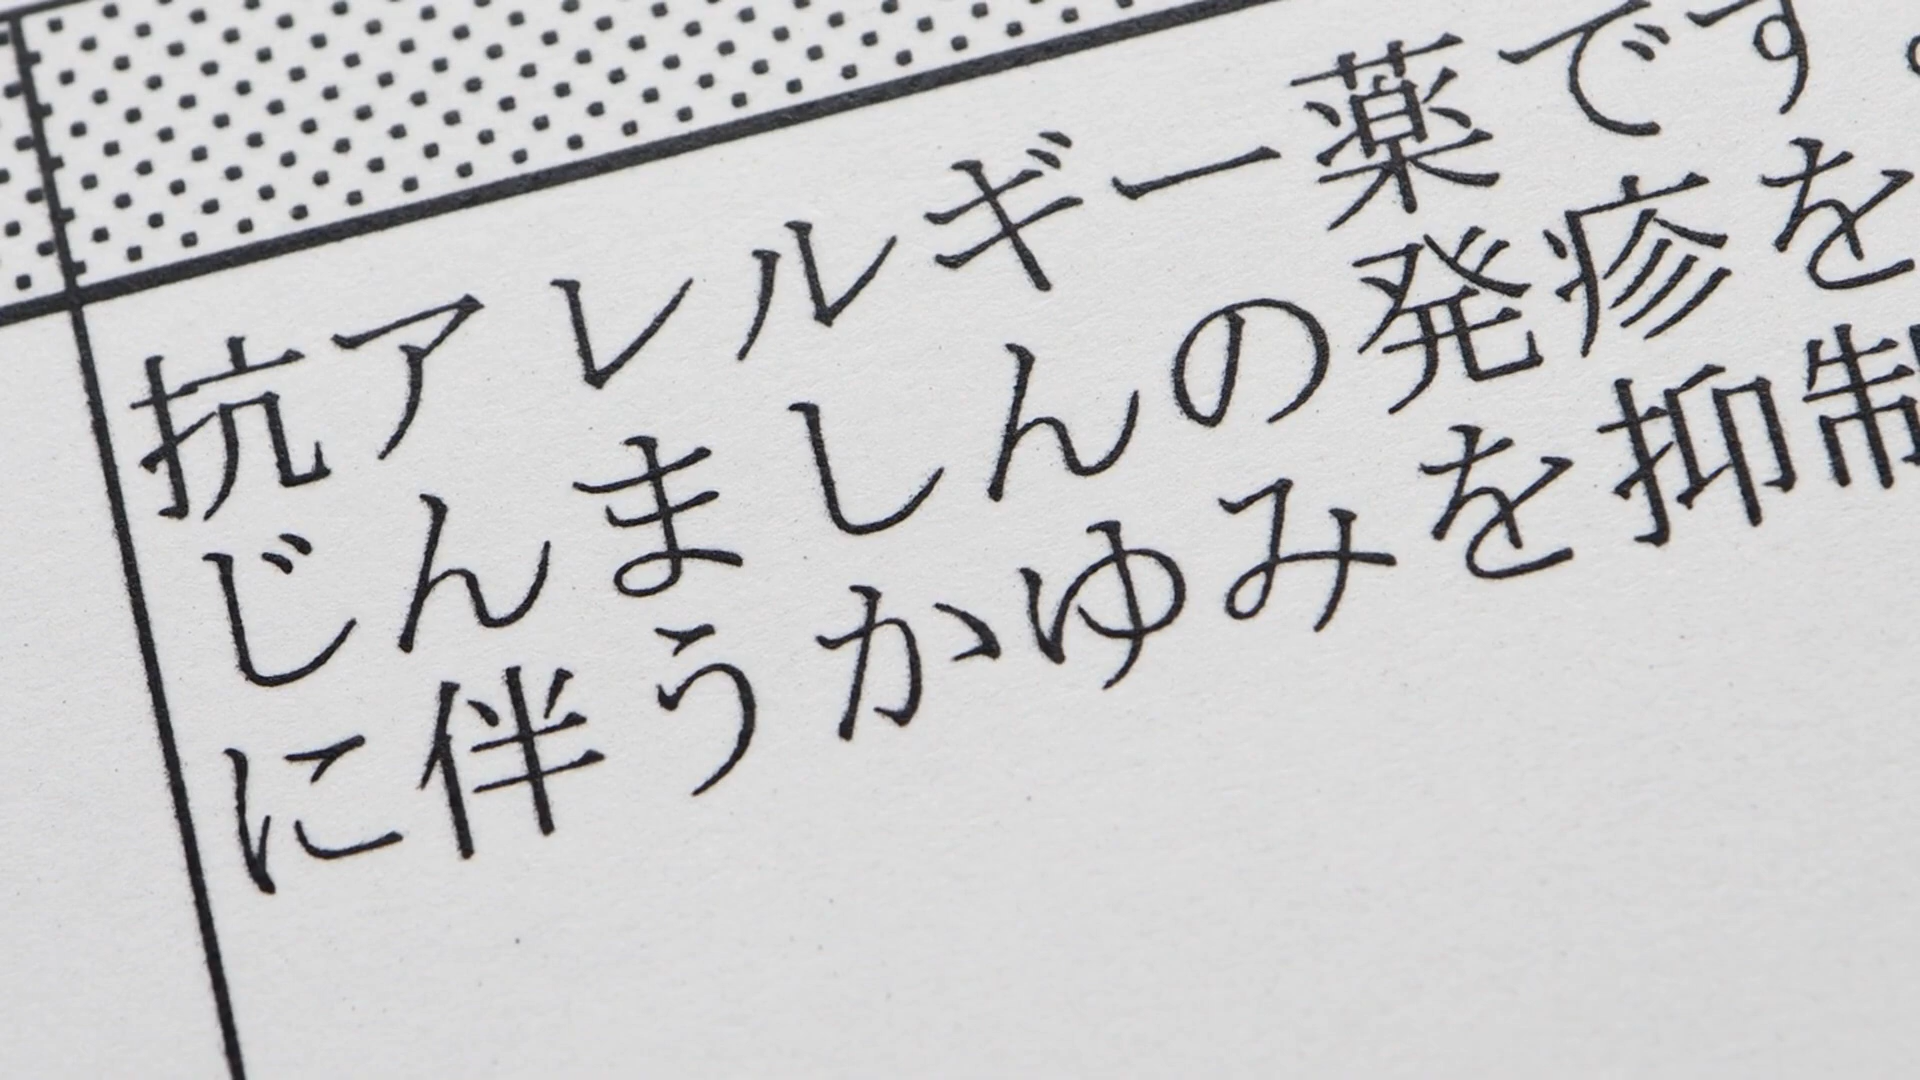 抗アレルギー薬です。
じんましんの発疹を
に伴うかゆみを抑制